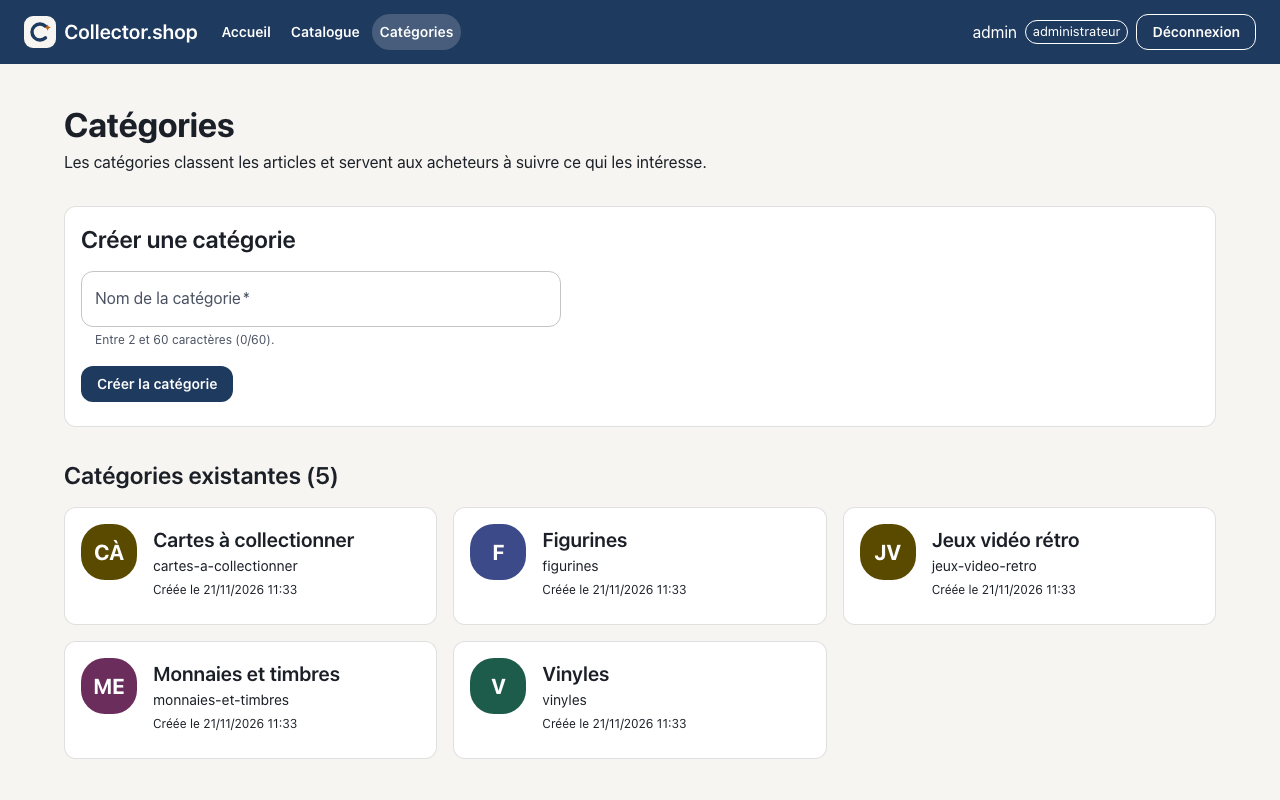 Collector.shop Accueil Catalogue Catégories admin administrateur Déconnexion
Catégories
Les catégories classent les articles et servent aux acheteurs à suivre ce qui les intéresse.
Créer une catégorie
Nom de la catégorie *
Entre 2 et 60 caractères (0/60).
Créer la catégorie
Catégories existantes (5)
CÀ
Cartes à collectionner
cartes-a-collectionner
Créée le 21/11/2026 11:33
F
Figurines
figurines
Créée le 21/11/2026 11:33
JV
Jeux vidéo rétro
jeux-video-retro
Créée le 21/11/2026 11:33
ME
Monnaies et timbres
monnaies-et-timbres
Créée le 21/11/2026 11:33
V
Vinyles
vinyles
Créée le 21/11/2026 11:33